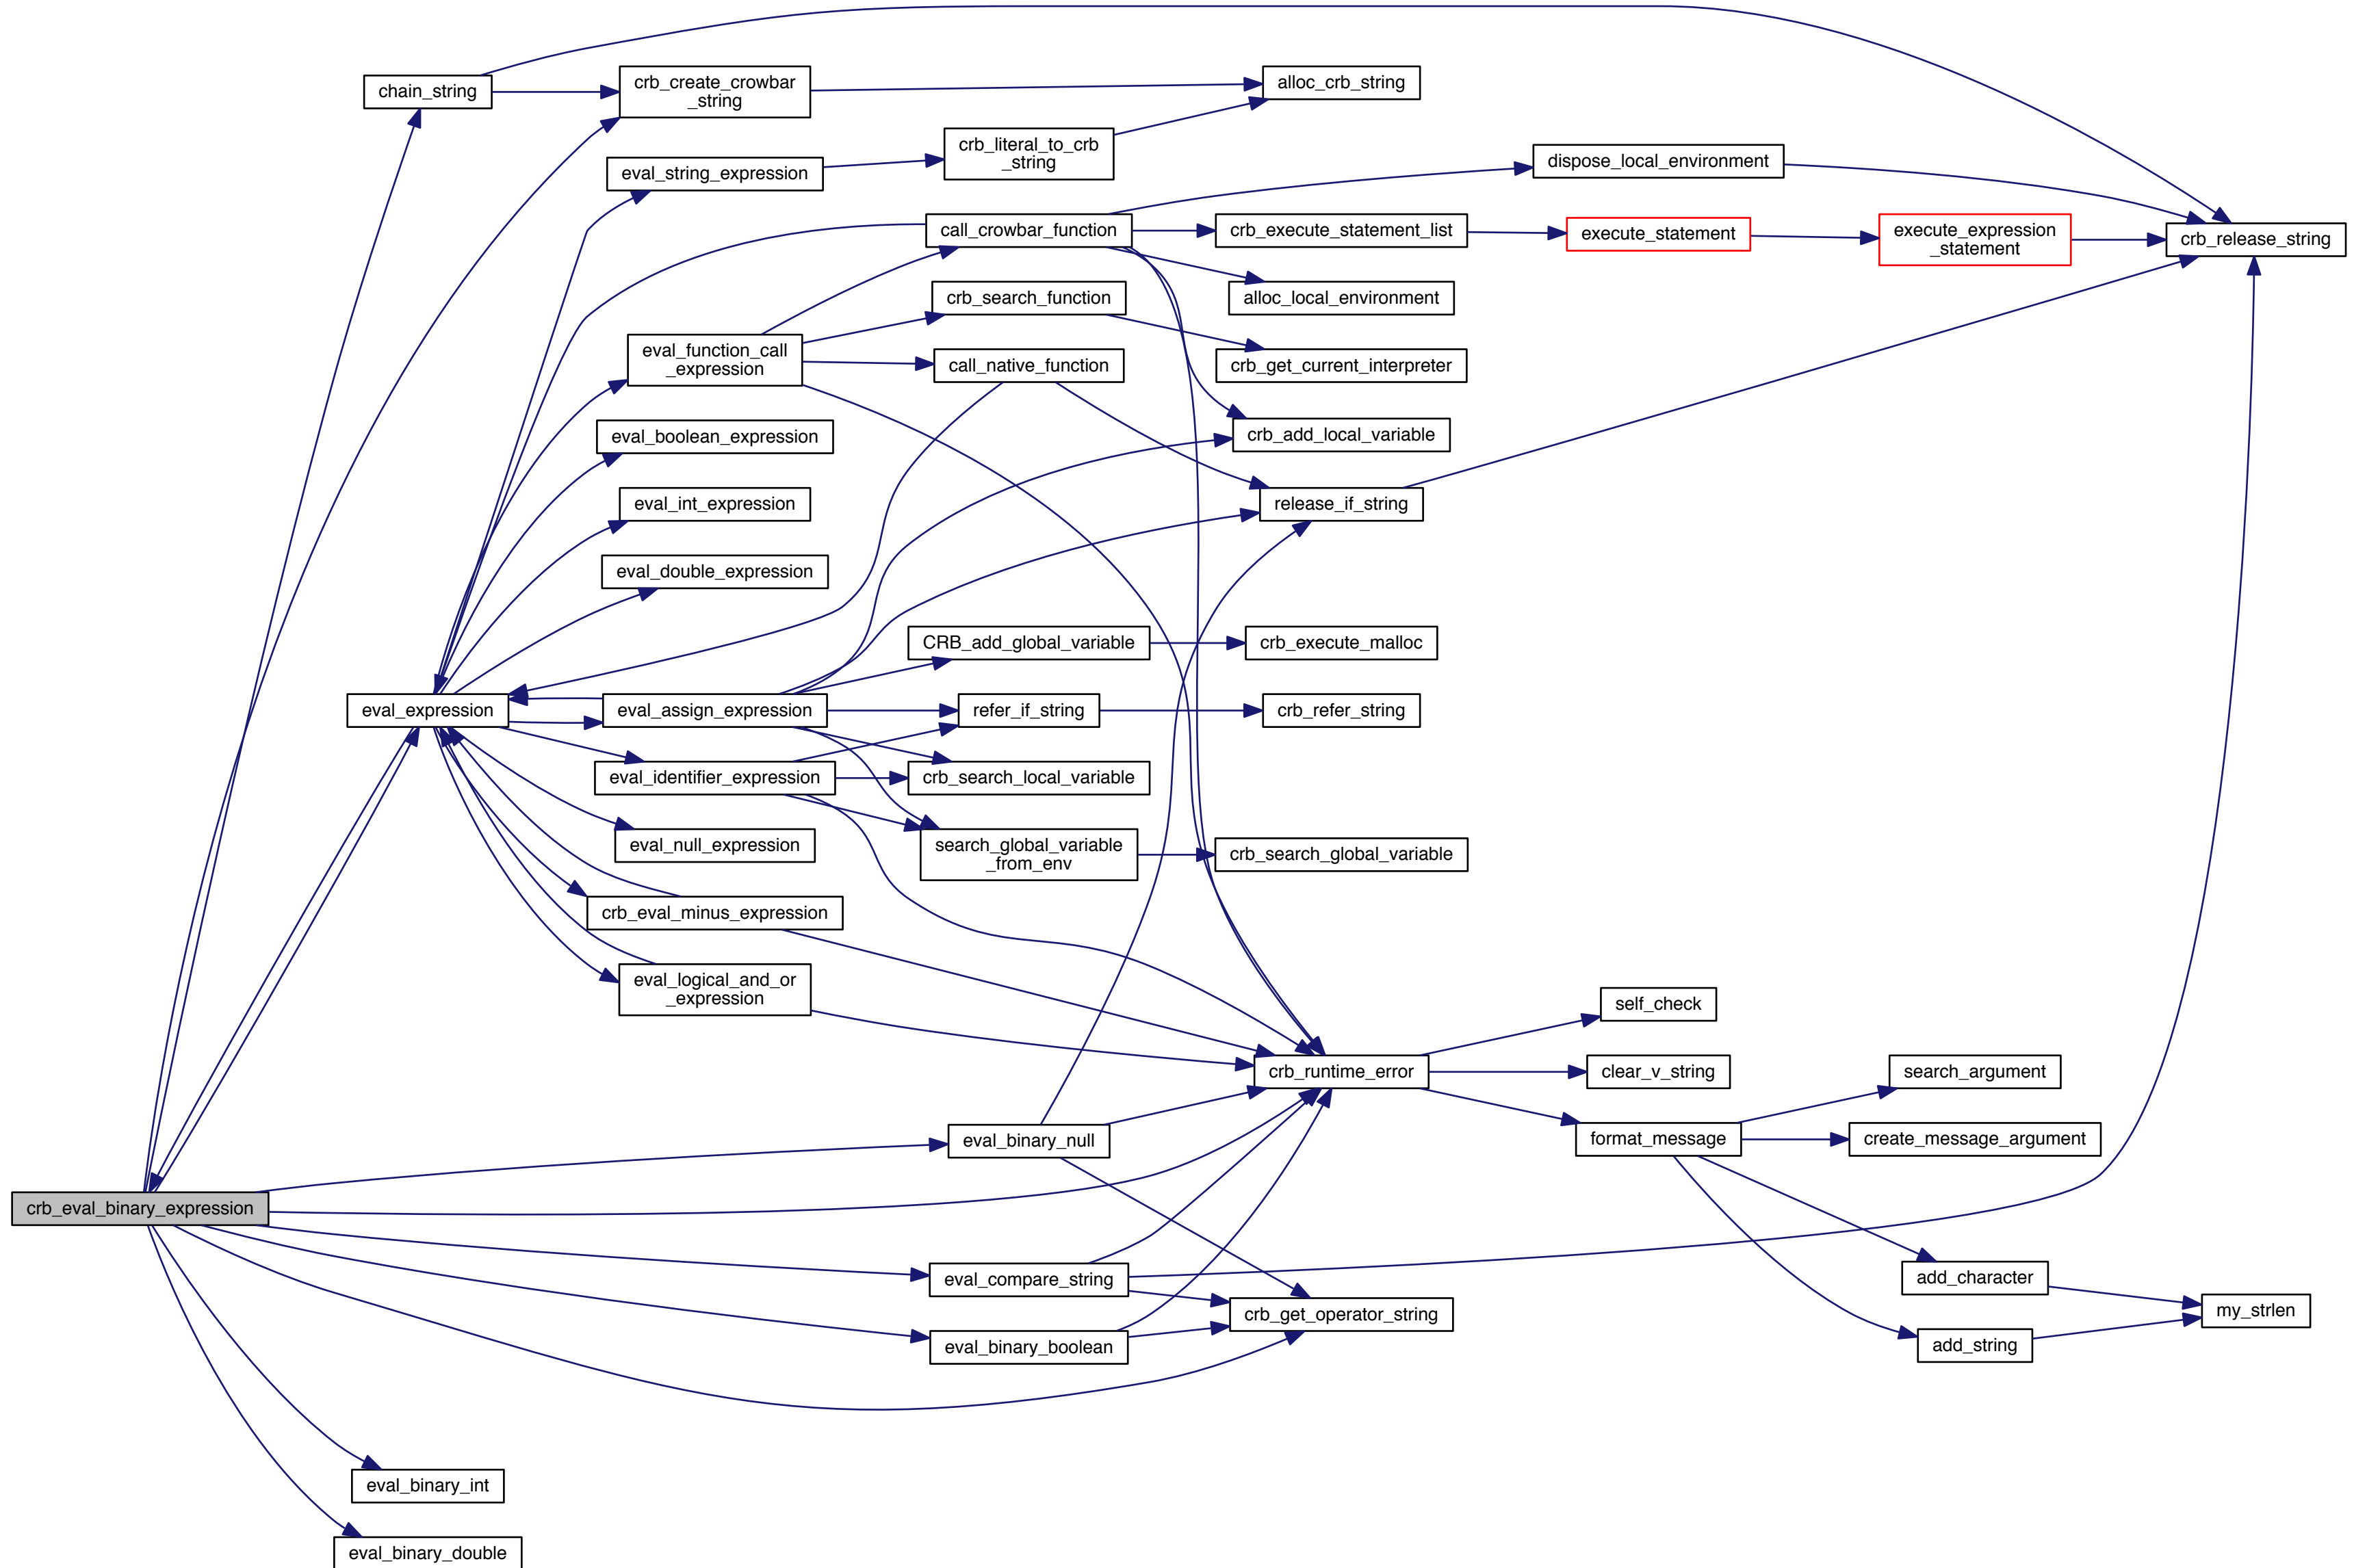 chain_string
crb_create_crowbar
_string
alloc_crb_string
crb_literal_to_crb
_string
eval_string_expression
dispose_local_environment
call_crowbar_function
crb_execute_statement_list
execute_statement
execute_expression
_statement
crb_release_string
crb_search_function
alloc_local_environment
eval_function_call
_expression
call_native_function
crb_get_current_interpreter
eval_boolean_expression
crb_add_local_variable
eval_int_expression
release_if_string
eval_double_expression
CRB_add_global_variable
crb_execute_malloc
eval_expression
eval_assign_expression
refer_if_string
crb_refer_string
eval_identifier_expression
crb_search_local_variable
eval_null_expression
search_global_variable
_from_env
crb_search_global_variable
crb_eval_minus_expression
eval_logical_and_or
_expression
self_check
crb_runtime_error
clear_v_string
search_argument
eval_binary_null
format_message
create_message_argument
crb_eval_binary_expression
eval_compare_string
add_character
crb_get_operator_string
my_strlen
eval_binary_boolean
add_string
eval_binary_int
eval_binary_double